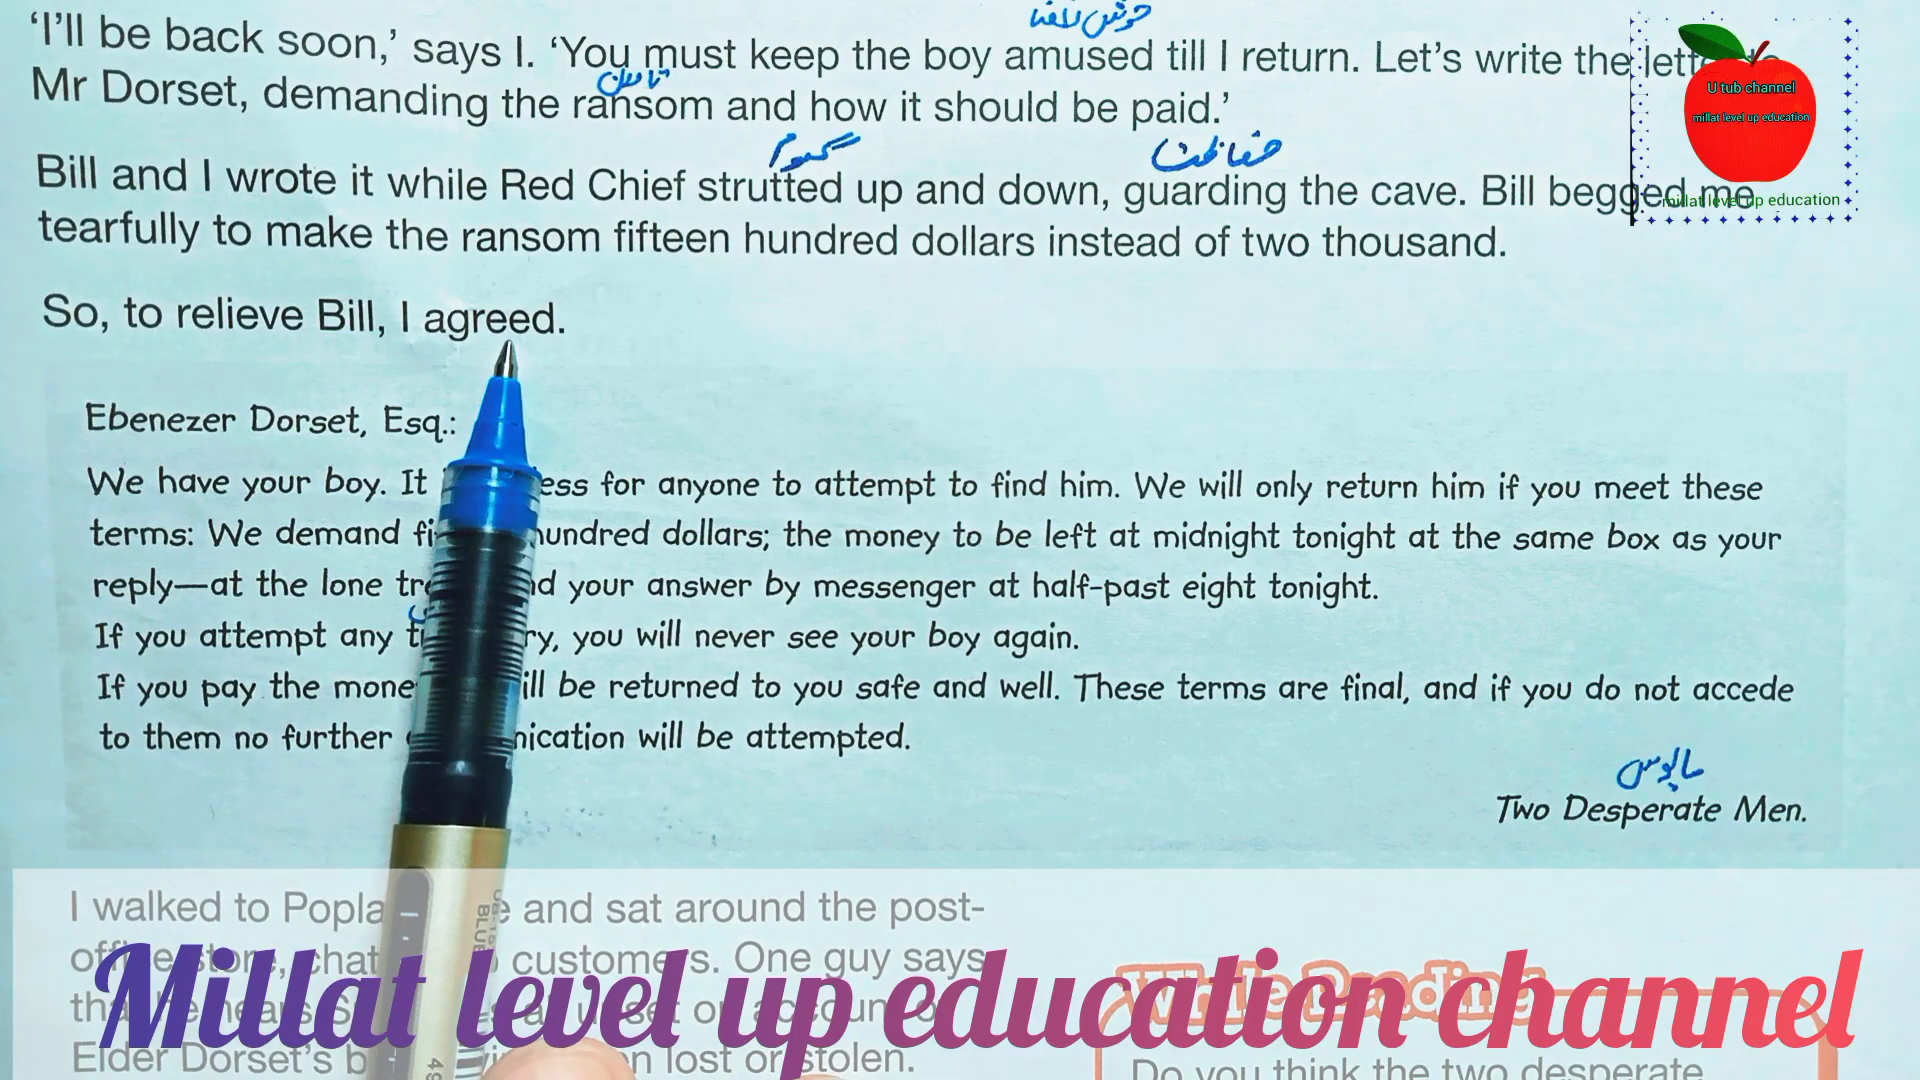 خوش رکھنا
‘I’ll be back soon,’ says I. ‘You must keep the boy amused till I return. Let’s write the
تاوان
Mr Dorset, demanding the ransom and how it should be paid.’
U tub channel
millat level up education
حفاظت
Bill and I wrote it while Red Chief strutted up and down, guarding the cave. Bill begged me
millat level up education
tearfully to make the ransom fifteen hundred dollars instead of two thousand.
So, to relieve Bill, I agreed.
Ebenezer Dorset, Esq.:
We have your boy. It for anyone to attempt to find him. We will only return him if you meet these
terms: We demand hundred dollars; the money to be left at midnight tonight at the same box as your
reply—at the lone your answer by messenger at half-past eight tonight.
If you attempt any you will never see your boy again.
If you pay the be returned to you safe and well. These terms are final, and if you do not accede
to them no further will be attempted.
مایوس
Two Desperate Men.
I walked to and sat around the post-
customers. One guy says
Millat level up education channel
While Reading
Elder Dorset’s lost or stolen.
Do you think the two desperate